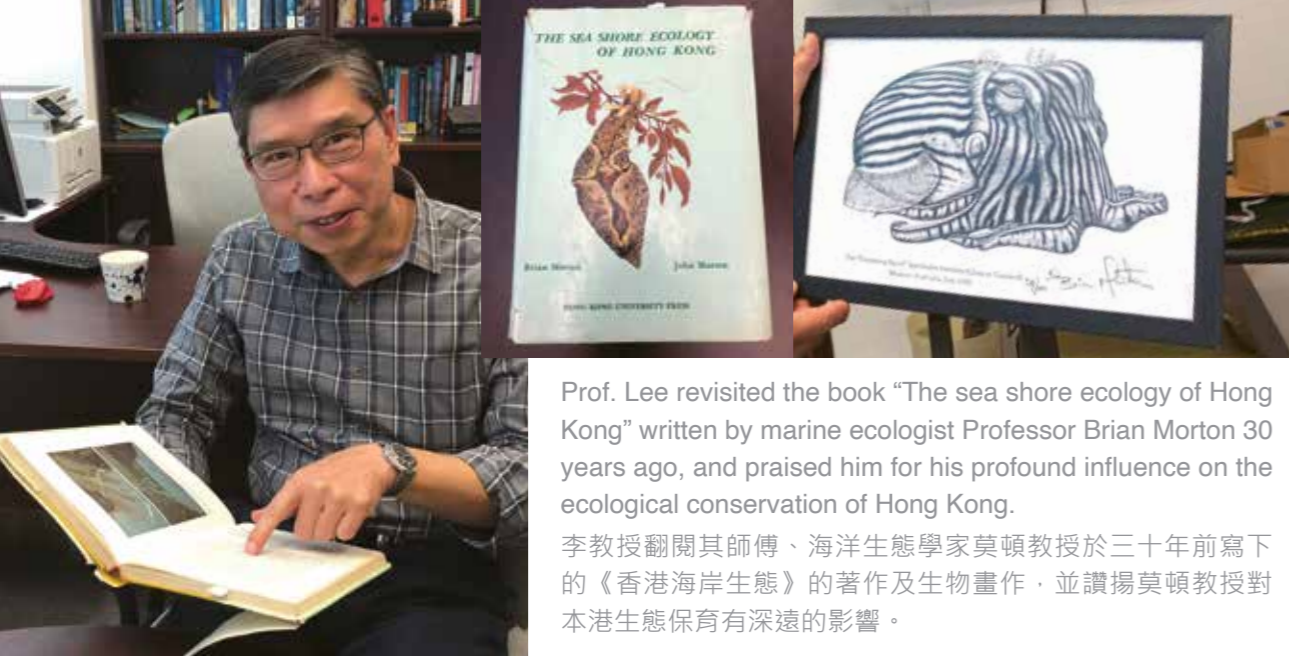 THE SEA SHORE ECOLOGY
OF HONG KONG
Brian Morton
John Morton
HONG KONG UNIVERSITY PRESS
Prof. Lee revisited the book “The sea shore ecology of Hong
Kong” written by marine ecologist Professor Brian Morton 30
years ago, and praised him for his profound influence on the
ecological conservation of Hong Kong.
李教授翻閱其師傅、海洋生態學家莫頓教授於三十年前寫下
的《香港海岸生態》的著作及生物畫作，並讚揚莫頓教授對
本港生態保育有深遠的影響。